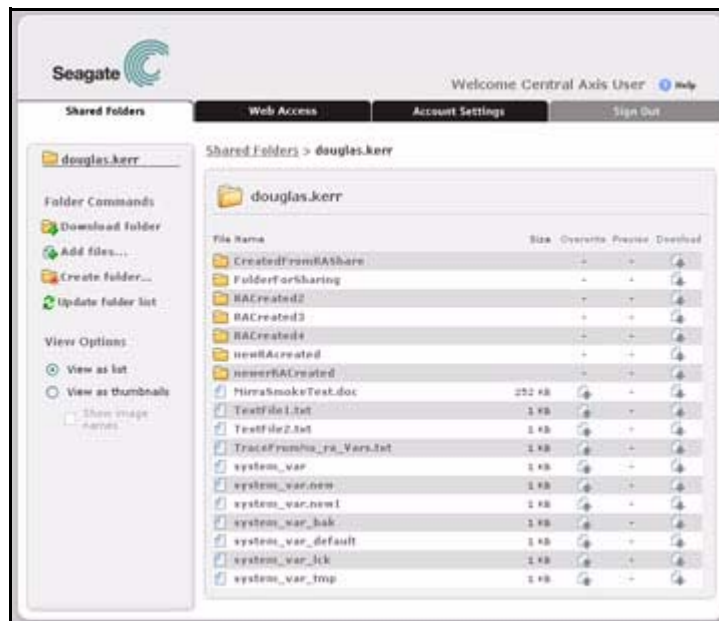 Seagate
Welcome Central Axis User Help
Shared Folders Web Access Account Settings Sign Out
douglas.kerr
Folder Commands
Download folder
Add files...
Create folder...
Update folder list
View Options
View as list
View as thumbnails
Show image names
Shared Folders > douglas.kerr
douglas.kerr
File Name Size Overwrite Preview Download
CreatedFromRAShare - -
FolderForSharing - -
RACreated2 - -
RACreated3 - -
RACreated4 - -
newRAcreated - -
newerRACreated - -
MirraSmokeTest.doc 252 KB -
TextFile1.txt 1 KB -
TextFile2.txt 1 KB -
1 KB -
system_var 1 KB -
system_var.new 1 KB -
system_var.new1 1 KB -
system_var_bak 1 KB -
system_var_default 1 KB -
system_var_lck 1 KB -
system_var_tmp 1 KB -